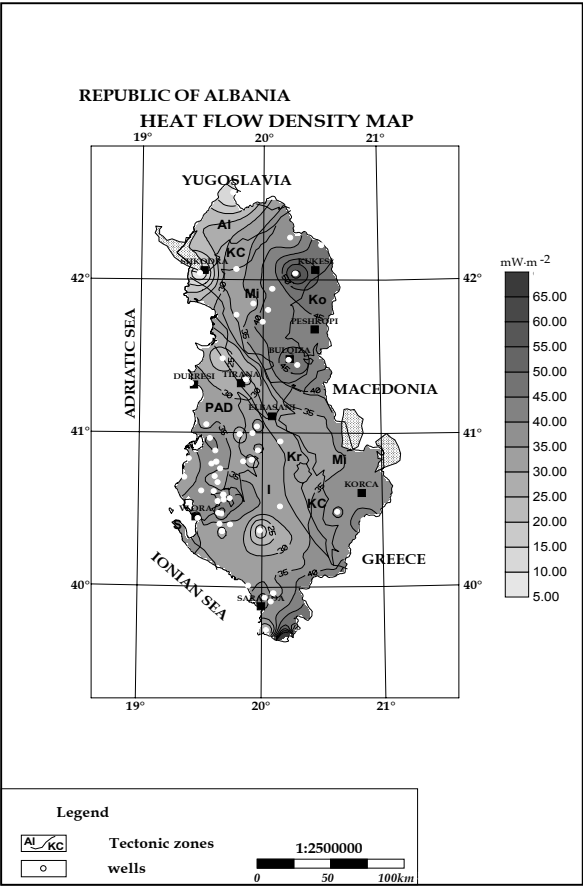 REPUBLIC OF ALBANIA
HEAT FLOW DENSITY MAP
19° 20° 21°
YUGOSLAVIA
Al
KC
SHKODRA KUKESI
42° 42°
Mi Ko
PESHKOPI
BULQIZA
DURRESI TIRANA
ADRIATIC SEA
MACEDONIA
PAD ELBASANI
41° 41°
Kr Mi
I KC KORCA
VLORA
S
IONIAN SEA
GREECE
40° 40°
25
30
35 40
19° 20° 21°
mW·m -2
65.00
60.00
55.00
50.00
45.00
40.00
35.00
30.00
25.00
20.00
15.00
10.00
5.00
Legend
Al KC Tectonic zones
wells
1:2500000
0 50 100km